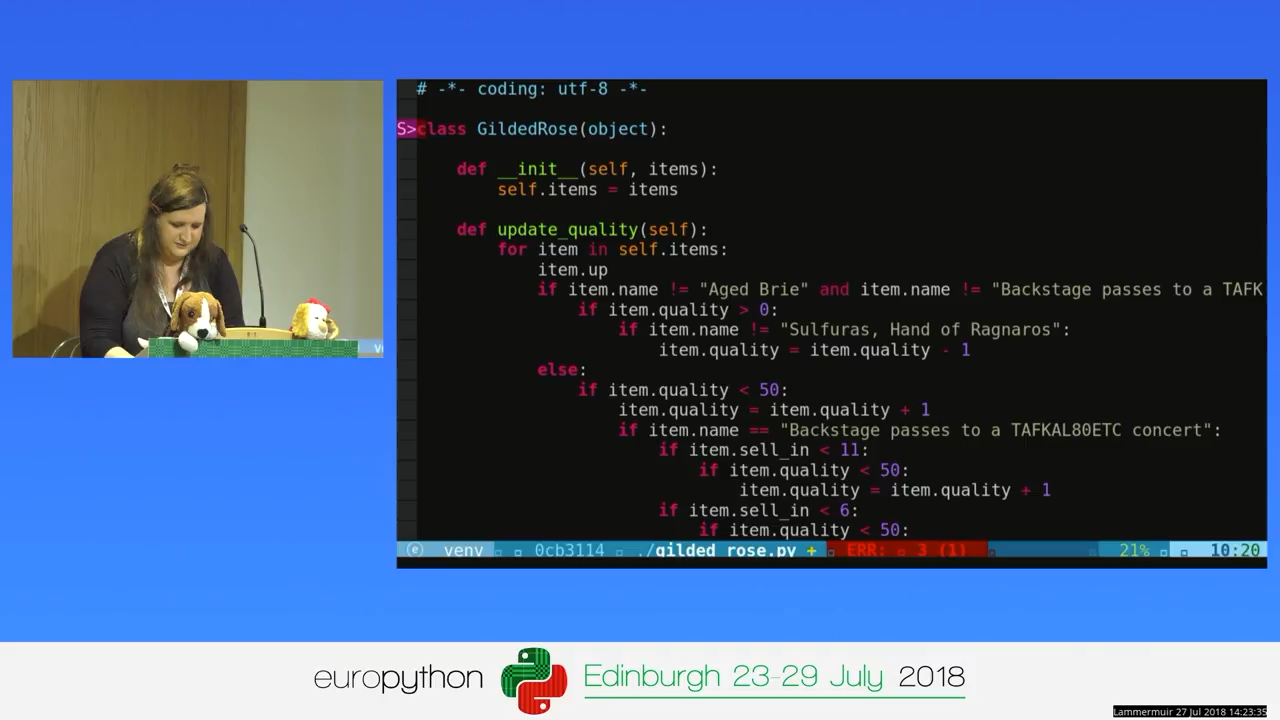 # -*- coding: utf-8 -*-
S>class GildedRose(object):
def __init__(self, items):
self.items = items
def update_quality(self):
for item in self.items:
item.up
if item.name != "Aged Brie" and item.name != "Backstage passes to a TAFK
if item.quality > 0:
if item.name != "Sulfuras, Hand of Ragnaros":
item.quality = item.quality - 1
else:
if item.quality < 50:
item.quality = item.quality + 1
if item.name == "Backstage passes to a TAFKAL80ETC concert":
if item.sell_in < 11:
if item.quality < 50:
item.quality = item.quality + 1
if item.sell_in < 6:
if item.quality < 50:
venv 0cb3114 ./gilded_rose.py + ERR: 3 (1) 21% 10:20
europython Edinburgh 23-29 July 2018
Lammermuir 27 Jul 2018 14:23:35